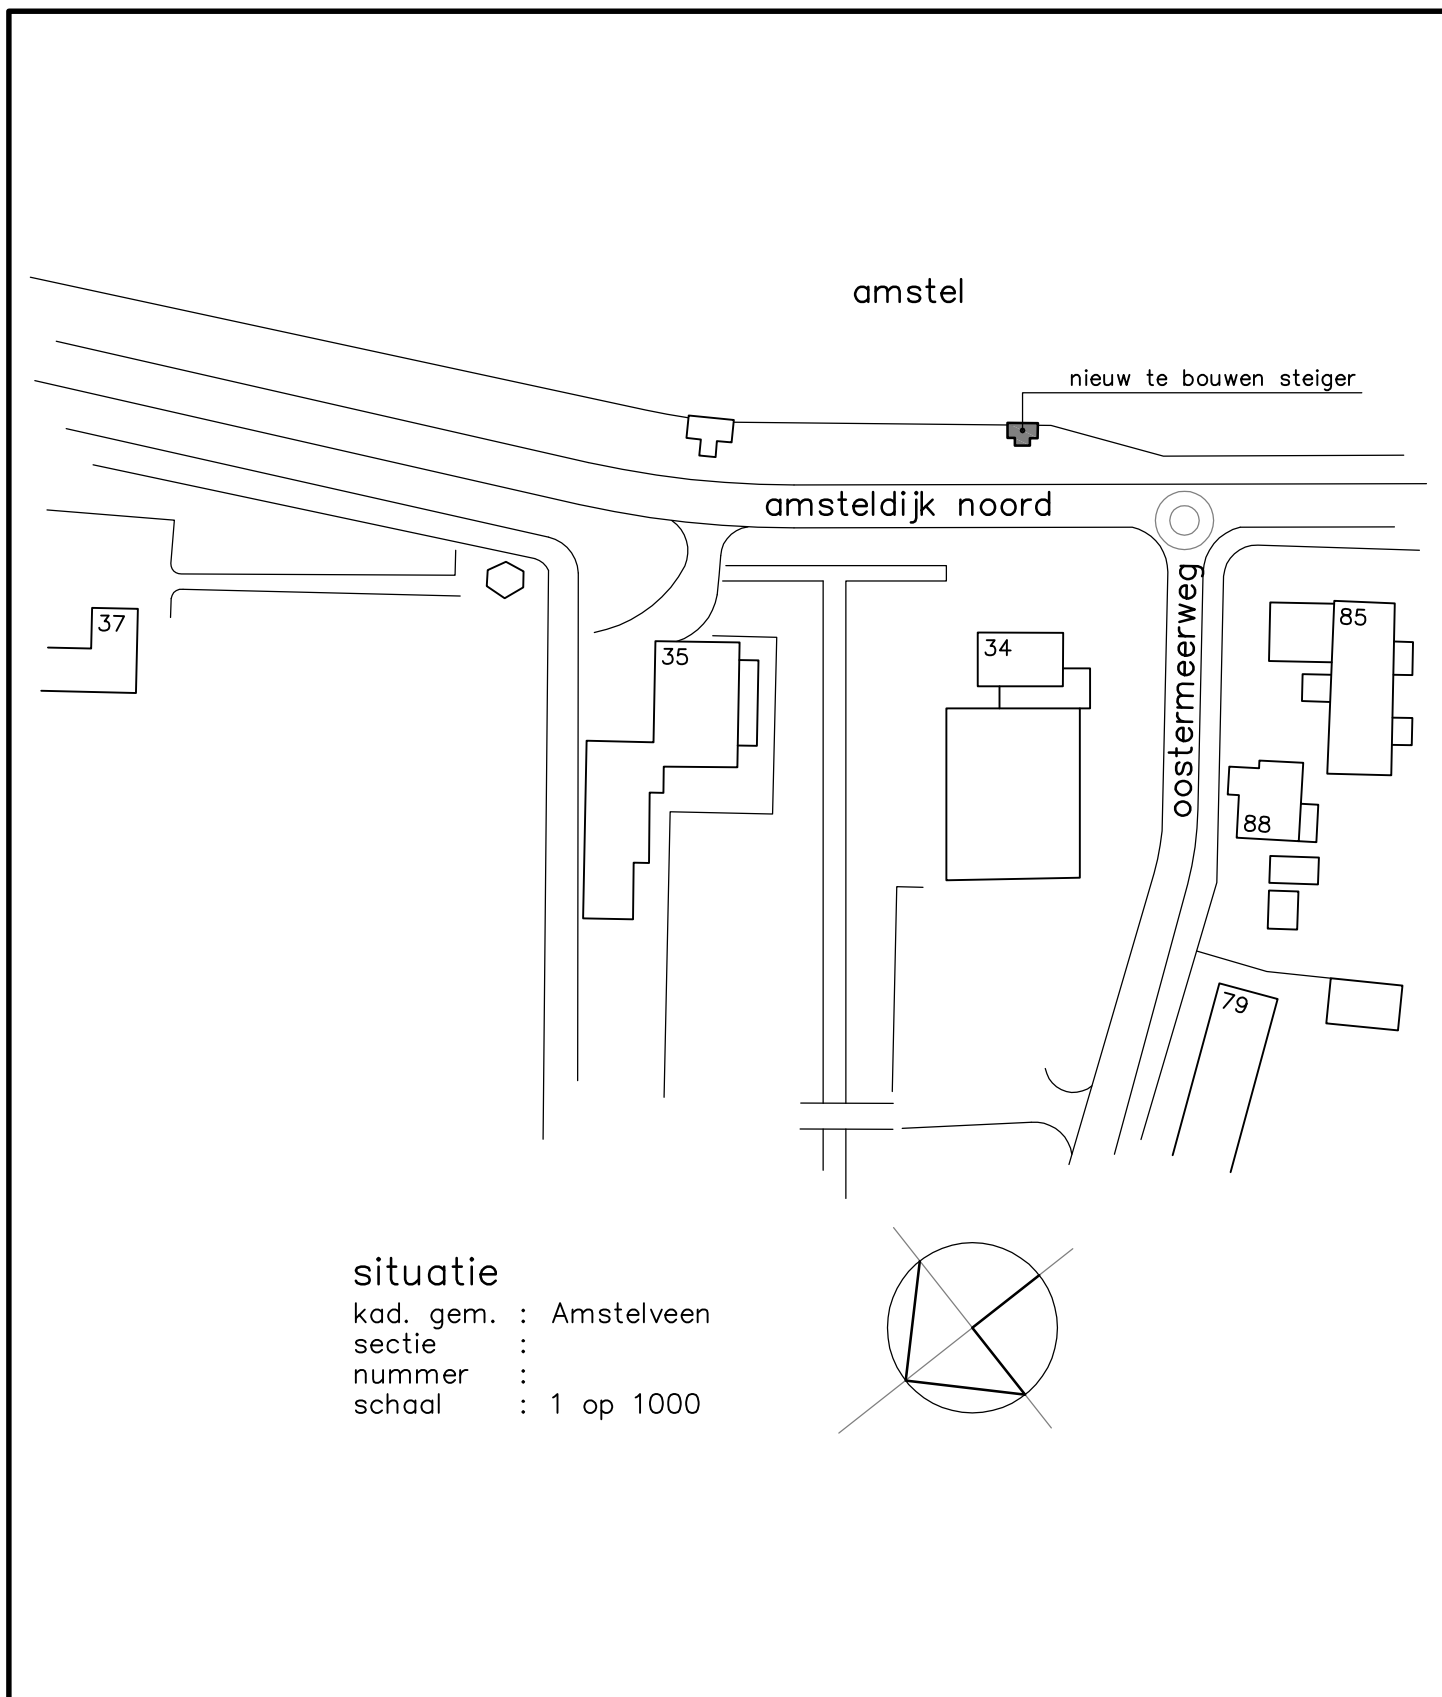 amstel
nieuw te bouwen steiger
amsteldijk noord
oostermeerweg
37
35
34
85
88
79
situatie
kad. gem. : Amstelveen
sectie :
nummer :
schaal : 1 op 1000